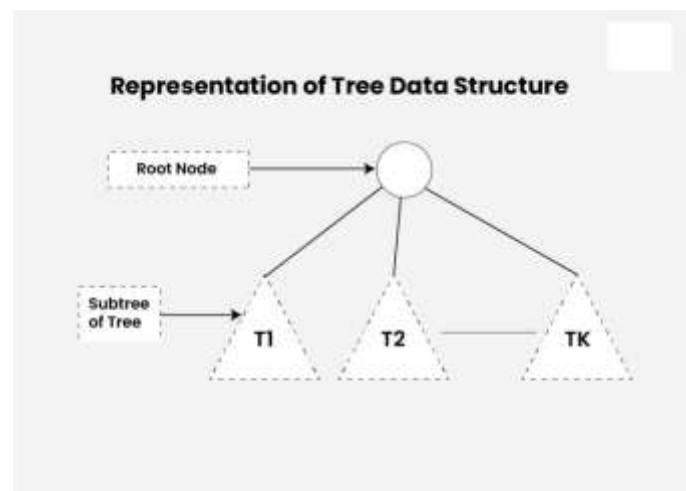 Representation of Tree Data Structure
Root Node
Subtree
of Tree
T1
T2
TK